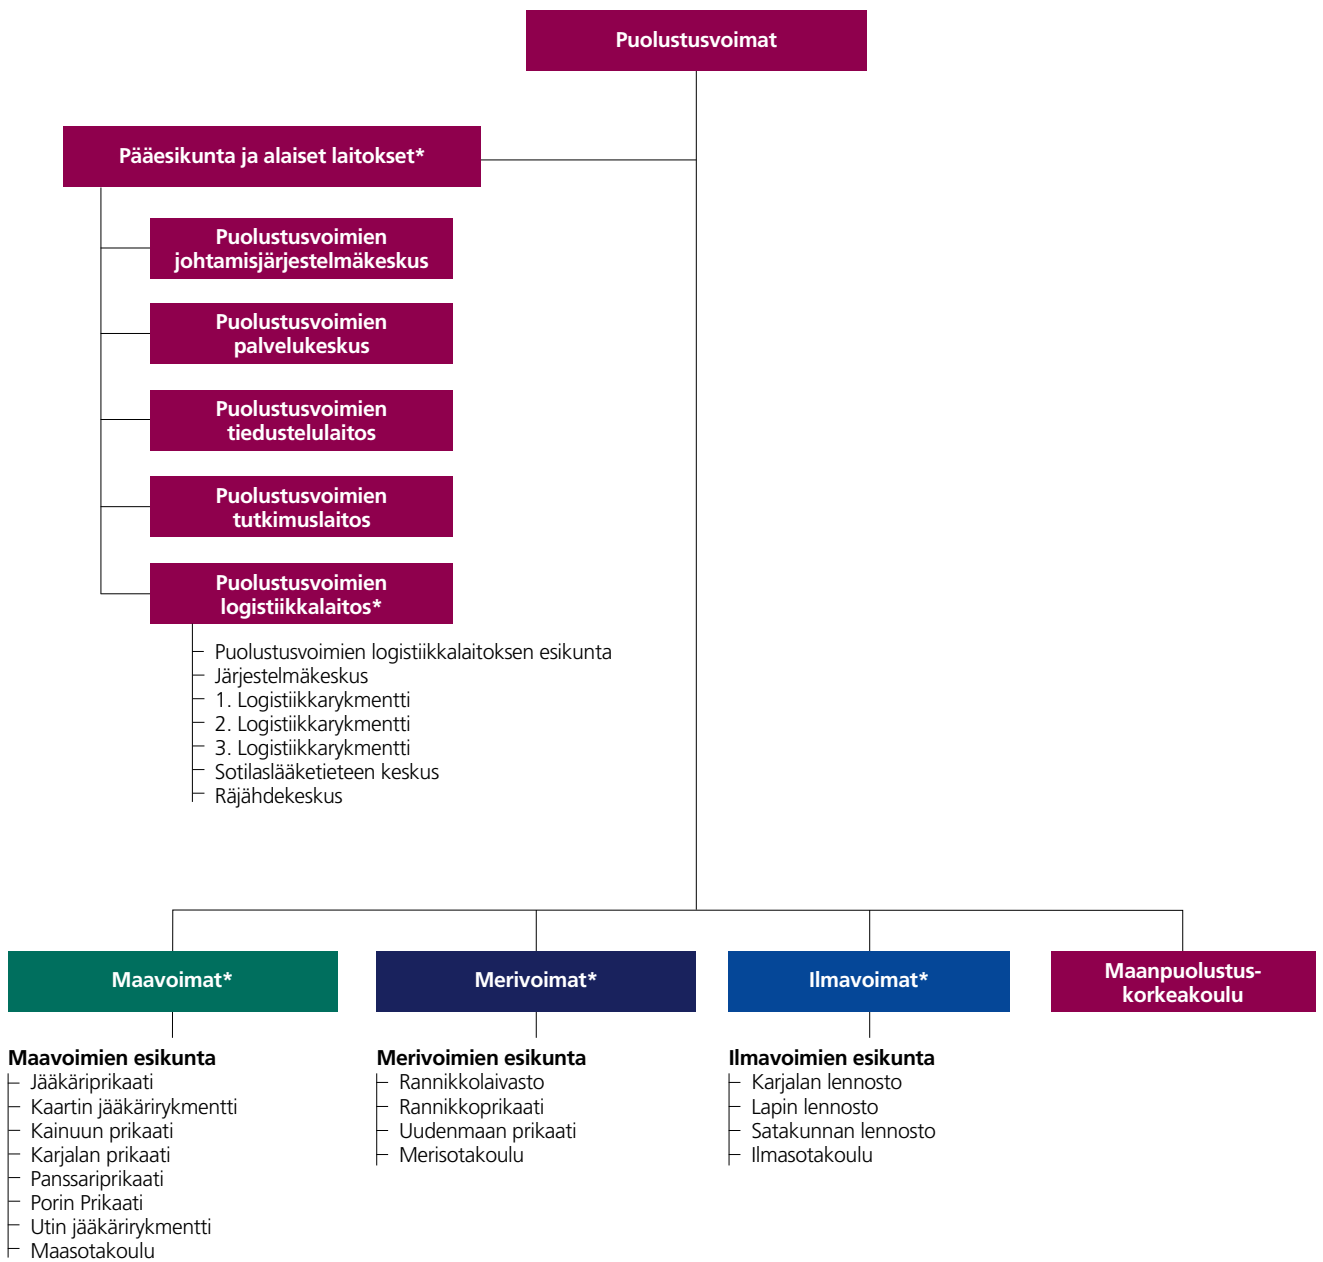 Puolustusvoimat
Pääesikunta ja alaiset laitokset*
Puolustusvoimien
johtamisjärjestelmäkeskus
Puolustusvoimien
palvelukeskus
Puolustusvoimien
tiedustelulaitos
Puolustusvoimien
tutkimuslaitos
Puolustusvoimien
logistiikkalaitos*
Puolustusvoimien logistiikkalaitoksen esikunta
Järjestelmäkeskus
1. Logistiikkarykmentti
2. Logistiikkarykmentti
3. Logistiikkarykmentti
Sotilaslääketieteen keskus
Räjähdekeskus
Maavoimat*
Maavoimien esikunta
Jääkäriprikaati
Kaartin jääkärirykmentti
Kainuun prikaati
Karjalan prikaati
Panssariprikaati
Porin Prikaati
Utin jääkärirykmentti
Maasotakoulu
Merivoimat*
Merivoimien esikunta
Rannikkolaivasto
Rannikkoprikaati
Uudenmaan prikaati
Merisotakoulu
Ilmavoimat*
Ilmavoimien esikunta
Karjalan lennosto
Lapin lennosto
Satakunnan lennosto
Ilmasotakoulu
Maanpuolustus-
korkeakoulu